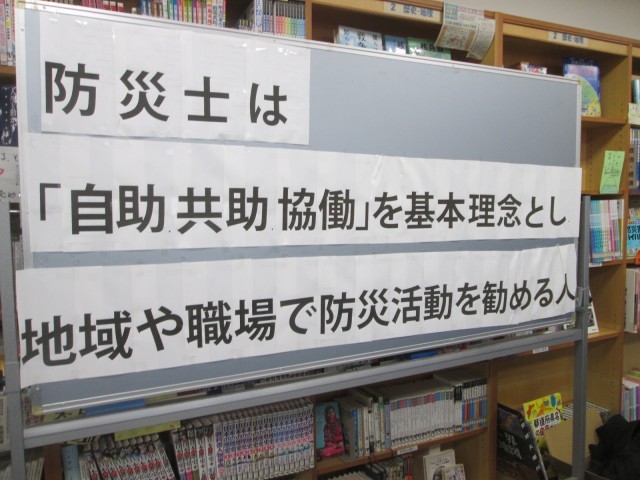 防災士は
「自助 共助 協働」を基本理念とし
地域や職場で防災活動を勧める人